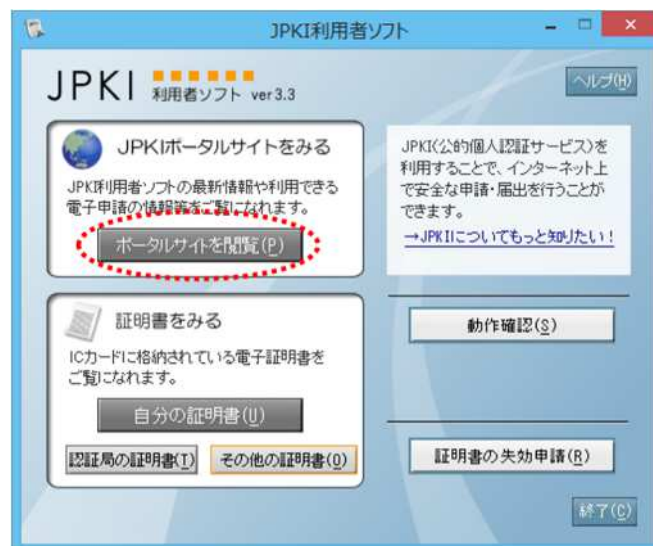 JPKI利用者ソフト
JPKI 利用者ソフト ver3.3
ヘルプ(H)
JPKIポータルサイトをみる
JPKI利用者ソフトの最新情報や利用できる
電子申請の情報等をご覧になれます。
ポータルサイトを閲覧(P)
JPKI(公的個人認証サービス)を
利用することで、インターネット上
で安全な申請・届出を行うことが
できます。
→JPKIについてもっと知りたい!
証明書をみる
ICカードに格納されている電子証明書を
ご覧になれます。
自分の証明書(U)
認証局の証明書(I) その他の証明書(O)
動作確認(S)
証明書の失効申請(R)
終了(C)